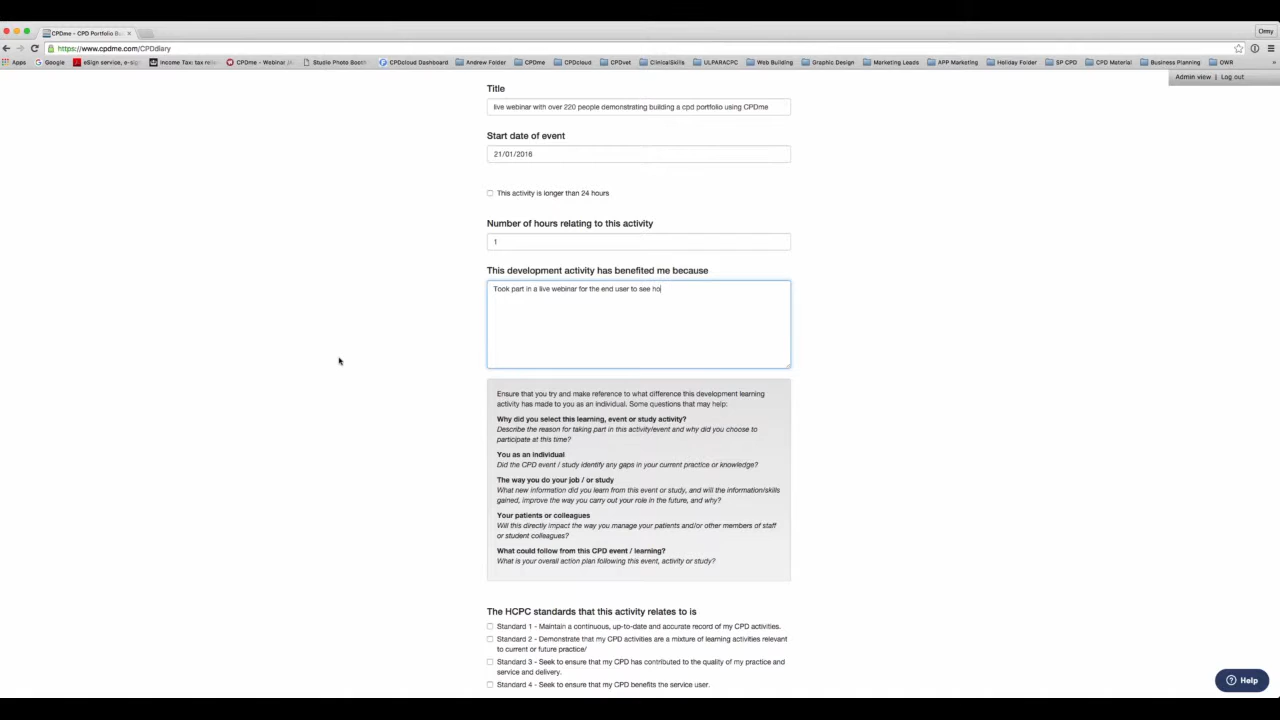 CPDme - CPD Portfolio Bu
Omy
https://www.cpdme.com/CPDdiary
Apps Google eSign service, e-sig Income Tax: tax rele CPDme - Webinar Studio Photo Booth CPDcloud Dashboard Andrew Folder CPDme CPDcloud CPDvet ClinicalSkills ULPARACPC Web Building Graphic Design Marketing Leads APP Marketing Holiday Folder SP CPD CPD Material Business Planning OWR »
Admin view | Log out
Title
live webinar with over 220 people demonstrating building a cpd portfolio using CPDme
Start date of event
21/01/2016
This activity is longer than 24 hours
Number of hours relating to this activity
1
This development activity has benefited me because
Took part in a live webinar for the end user to see ho
Ensure that you try and make reference to what difference this development learning
activity has made to you as an individual. Some questions that may help:
Why did you select this learning, event or study activity?
Describe the reason for taking part in this activity/event and why did you choose to
participate at this time?
You as an individual
Did the CPD event / study identify any gaps in your current practice or knowledge?
The way you do your job / or study
What new information did you learn from this event or study, and will the information/skills
gained, improve the way you carry out your role in the future, and why?
Your patients or colleagues
Will this directly impact the way you manage your patients and/or other members of staff
or student colleagues?
What could follow from this CPD event / learning?
What is your overall action plan following this event, activity or study?
The HCPC standards that this activity relates to is
Standard 1 - Maintain a continuous, up-to-date and accurate record of my CPD activities.
Standard 2 - Demonstrate that my CPD activities are a mixture of learning activities relevant
to current or future practice/
Standard 3 - Seek to ensure that my CPD has contributed to the quality of my practice and
service and delivery.
Standard 4 - Seek to ensure that my CPD benefits the service user.
Help